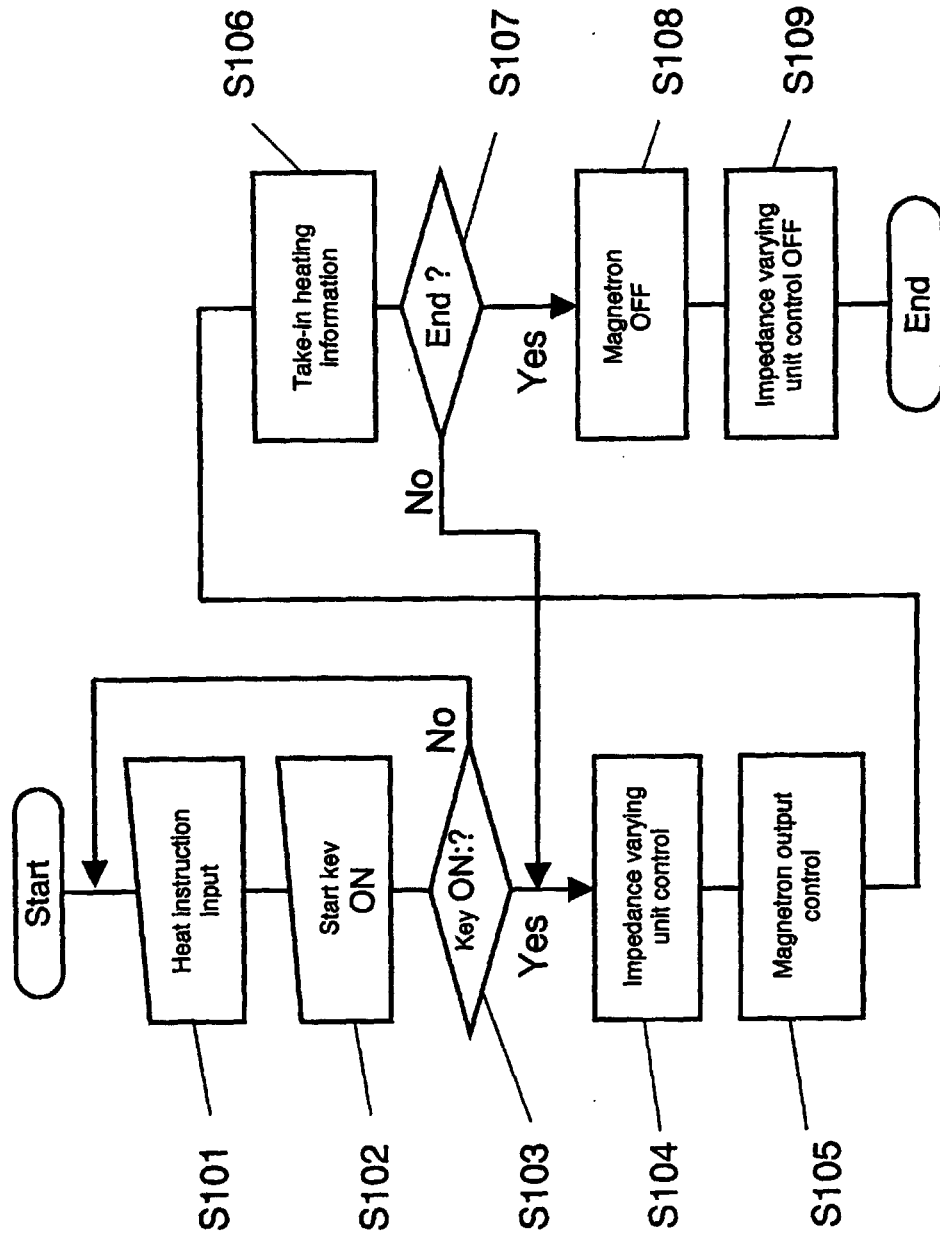 Start
S101
Heat instruction
input
S102
Start key
ON
S103
Key ON:?
No
Yes
S104
Impedance varying
unit control
S105
Magnetron output
control
S106
Take-in heating
information
S107
End ?
No
Yes
S108
Magnetron
OFF
S109
Impedance varying
unit control OFF
End